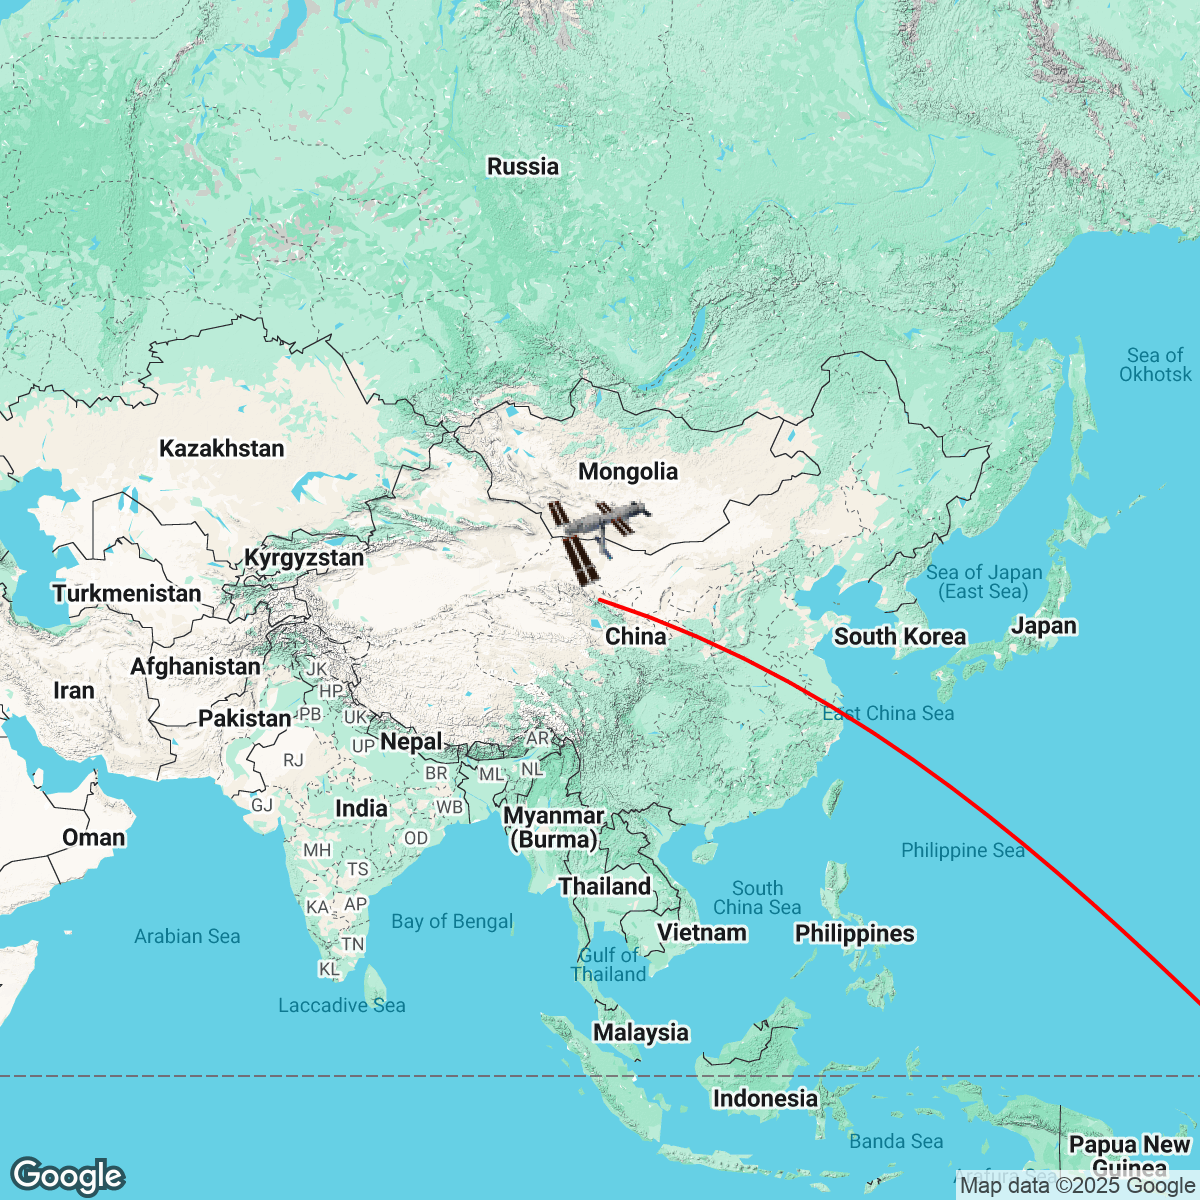 Russia
Sea of
Okhotsk
Kazakhstan
Mongolia
Kyrgyzstan
Turkmenistan
Sea of Japan
(East Sea)
Japan
South Korea
China
Afghanistan
JK
Iran
HP
Pakistan
PB
UK
East China Sea
Nepal
UP
AR
RJ
BR
ML
NL
GJ
India
WB
Myanmar
(Burma)
Oman
OD
MH
Philippine Sea
TS
Thailand
South
China Sea
KA
AP
Bay of Bengal
Arabian Sea
Vietnam
Philippines
TN
Gulf of
Thailand
KL
Laccadive Sea
Malaysia
Indonesia
Banda Sea
Papua New
Guinea
Arafura Sea
Google
Map data ©2025 Google